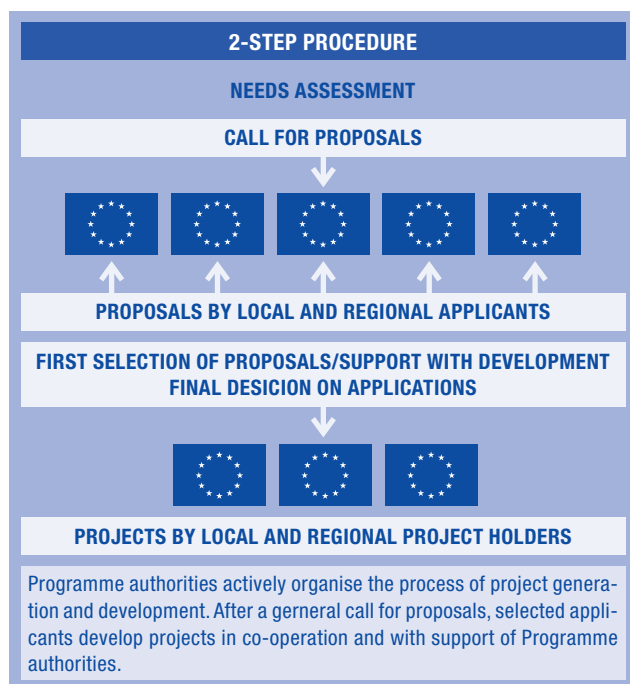 2-STEP PROCEDURE
NEEDS ASSESSMENT
CALL FOR PROPOSALS
PROPOSALS BY LOCAL AND REGIONAL APPLICANTS
FIRST SELECTION OF PROPOSALS/SUPPORT WITH DEVELOPMENT
FINAL DESICION ON APPLICATIONS
PROJECTS BY LOCAL AND REGIONAL PROJECT HOLDERS
Programme authorities actively organise the process of project genera-
tion and development. After a gerneral call for proposals, selected appli-
cants develop projects in co-operation and with support of Programme
authorities.